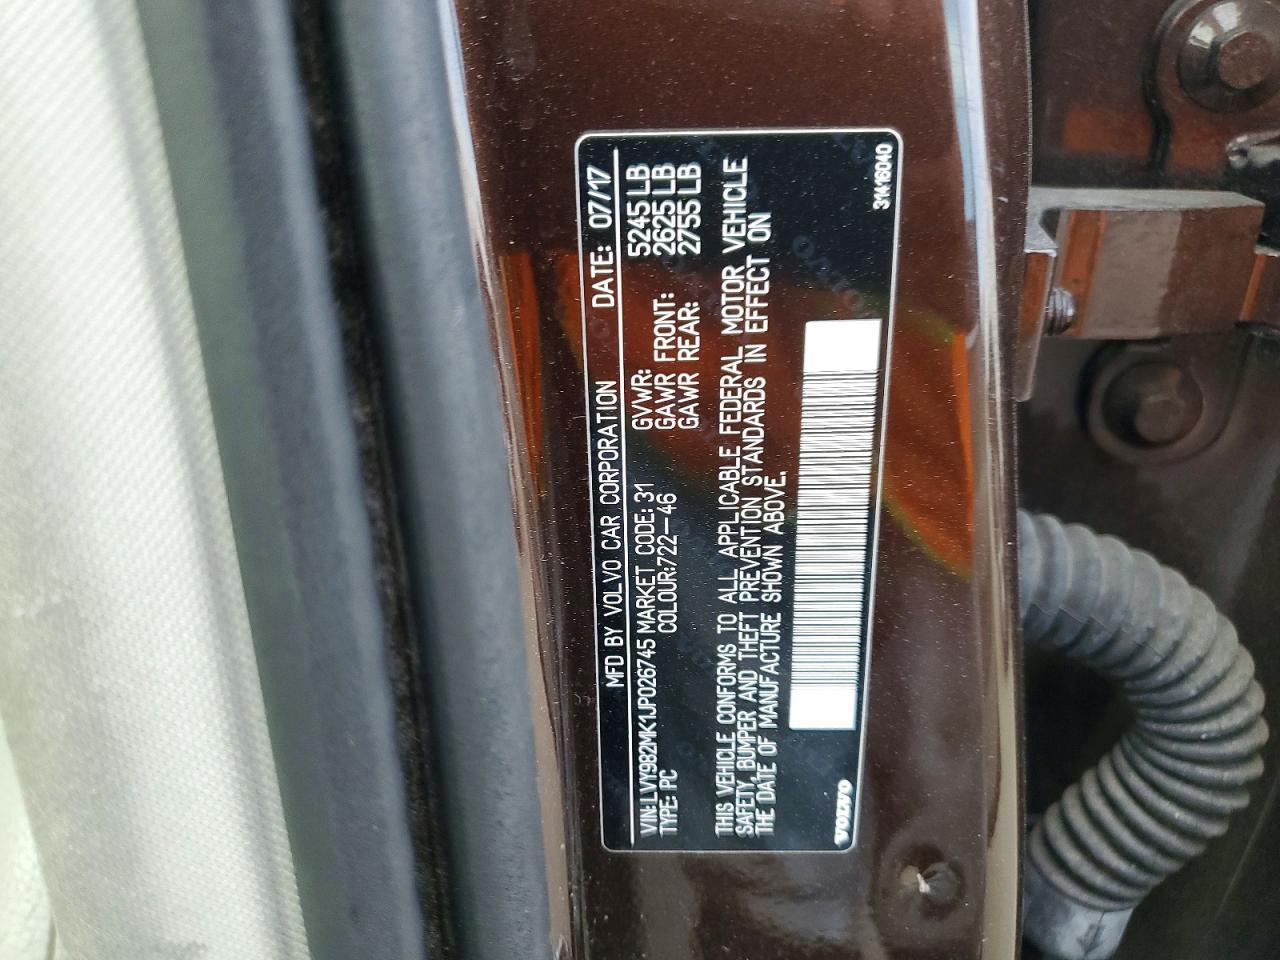 MFD BY VOLVO CAR CORPORATION DATE: 07/17
VIN:LVY982MK1JP026745 MARKET CODE: 31 GVWR: 5245 LB
TYPE: PC COLOUR:722-46 GAWR FRONT: 2625 LB
GAWR REAR: 2755 LB
THIS VEHICLE CONFORMS TO ALL APPLICABLE FEDERAL MOTOR VEHICLE
SAFETY, BUMPER AND THEFT PREVENTION STANDARDS IN EFFECT ON
THE DATE OF MANUFACTURE SHOWN ABOVE.
VOLVO 31416040